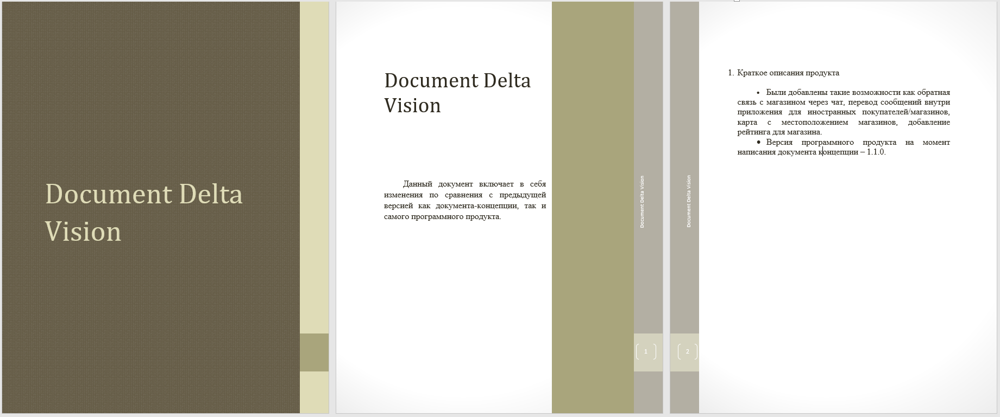 Document Delta
Vision
Document Delta
Vision
Данный документ включает в себя
изменения по сравнения с предыдущей
версией как документа-концепции, так и
самого программного продукта.
Document Delta Vision
1
Document Delta Vision
2
1. Краткое описания продукта
• Были добавлены такие возможности как обратная
связь с магазином через чат, перевод сообщений внутри
приложения для иностранных покупателей/магазинов,
карта с местоположением магазинов, добавление
рейтинга для магазина.
• Версия программного продукта на момент
написания документа концепции – 1.1.0.